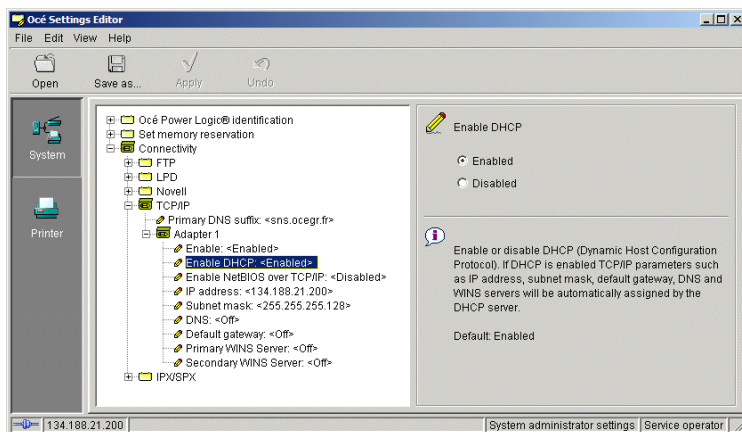 Océ Settings Editor
File Edit View Help
Open Save as... Apply Undo
System
Printer
Océ Power Logic® identification
Set memory reservation
Connectivity
FTP
LPD
Novell
TCP/IP
Primary DNS suffix: <sns.ocegr.fr>
Adapter 1
Enable: <Enabled>
Enable DHCP: <Enabled>
Enable NetBIOS over TCP/IP: <Disabled>
IP address: <134.188.21.200>
Subnet mask: <255.255.255.128>
DNS: <Off>
Default gateway: <Off>
Primary WINS Server: <Off>
Secondary WINS Server: <Off>
IPX/SPX
Enable DHCP
Enabled
Disabled
Enable or disable DHCP (Dynamic Host Configuration
Protocol). If DHCP is enabled TCP/IP parameters such
as IP address, subnet mask, default gateway, DNS and
WINS servers will be automatically assigned by the
DHCP server.
Default: Enabled
134.188.21.200 System administrator settings Service operator